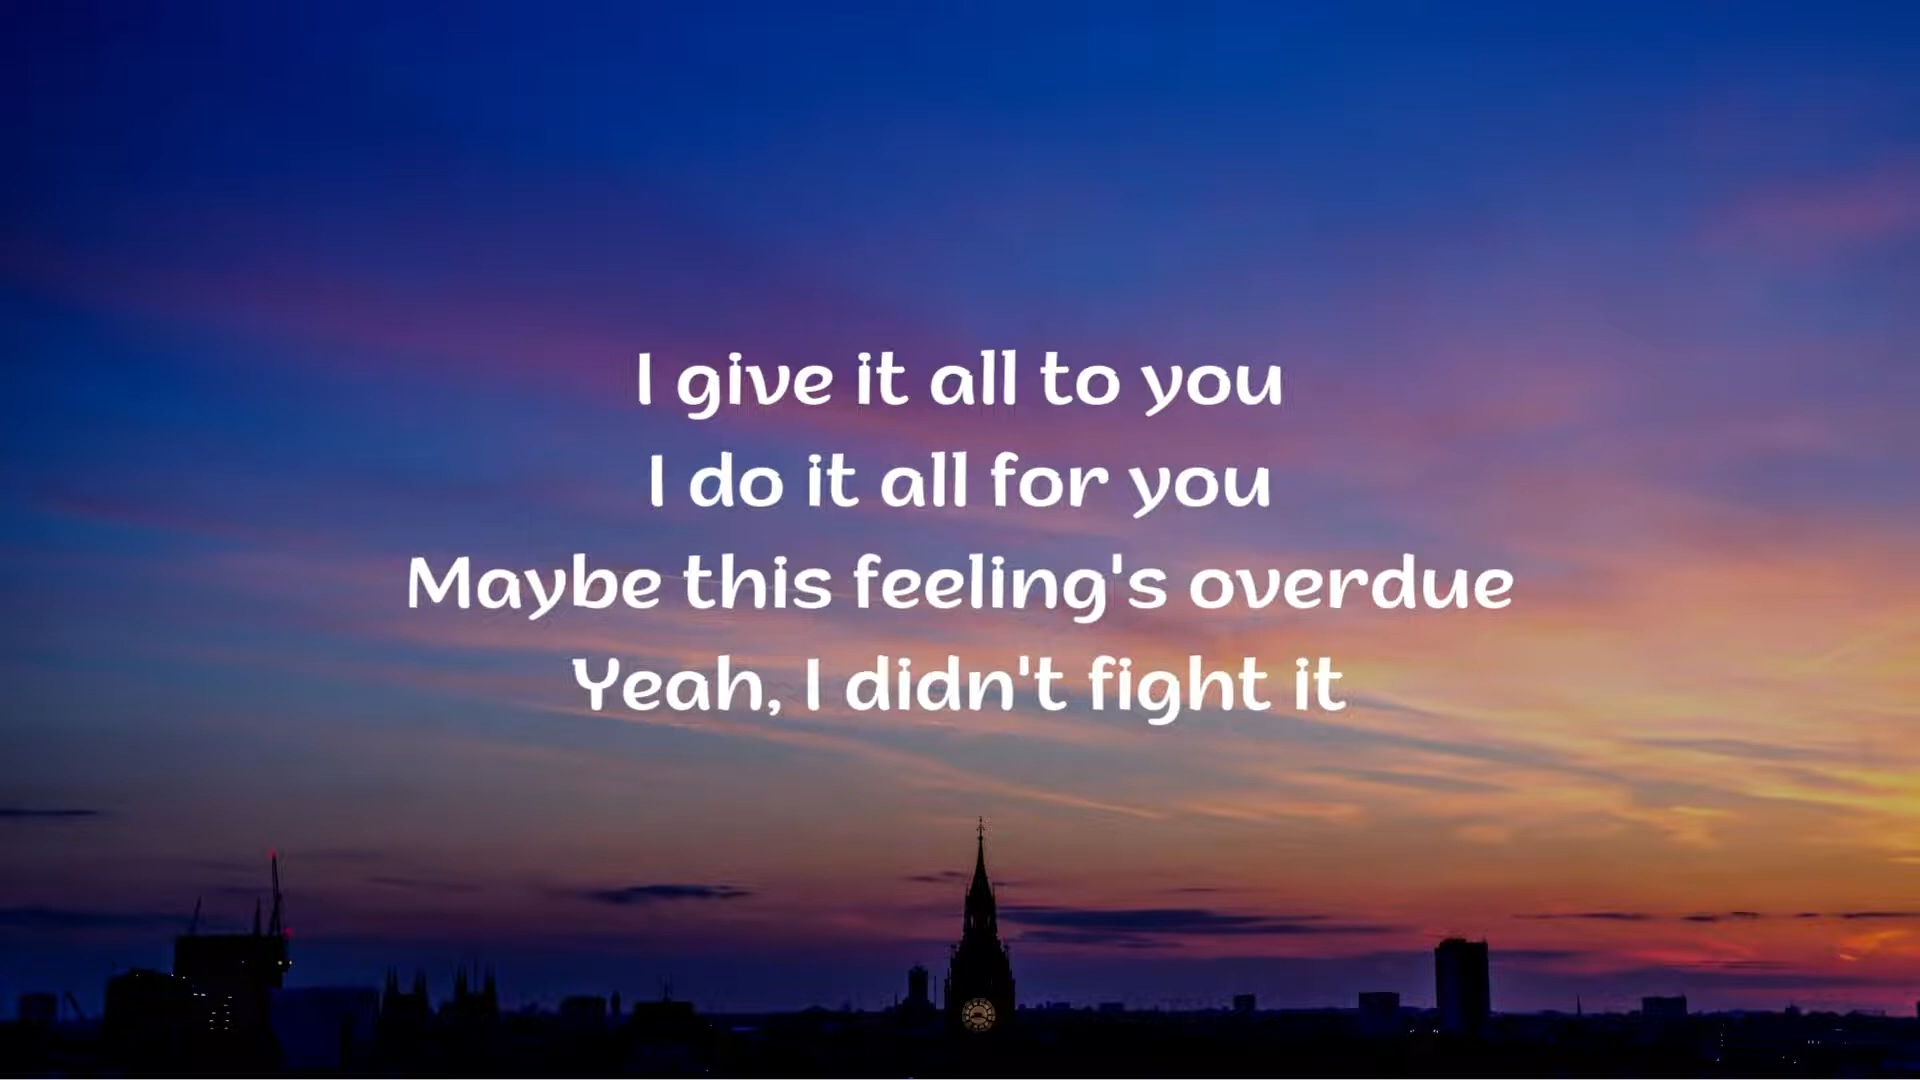 I give it all to you
I do it all for you
Maybe this feeling's overdue
Yeah, I didn't fight it